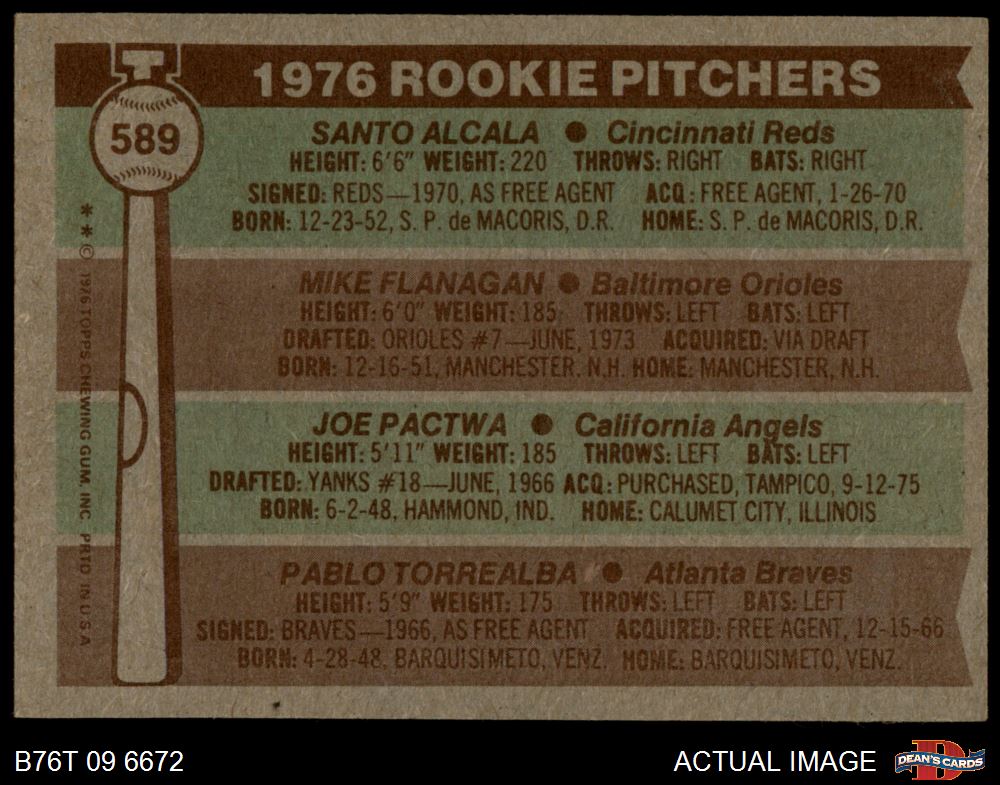 1976 ROOKIE PITCHERS
589
SANTO ALCALA ● Cincinnati Reds
HEIGHT: 6'6" WEIGHT: 220 THROWS: RIGHT BATS: RIGHT
SIGNED: REDS—1970, AS FREE AGENT ACQ: FREE AGENT, 1-26-70
BORN: 12-23-52, S. P. de MACORIS, D.R. HOME: S. P. de MACORIS, D.R.
MIKE FLANAGAN ● Baltimore Orioles
HEIGHT: 6'0" WEIGHT: 185 THROWS: LEFT BATS: LEFT
DRAFTED: ORIOLES #7—JUNE, 1973 ACQUIRED: VIA DRAFT
BORN: 12-16-51, MANCHESTER, N.H. HOME: MANCHESTER, N.H.
JOE PACTWA ● California Angels
HEIGHT: 5'11" WEIGHT: 185 THROWS: LEFT BATS: LEFT
DRAFTED: YANKS #18—JUNE, 1966 ACQ: PURCHASED, TAMPICO, 9-12-75
BORN: 6-2-48, HAMMOND, IND. HOME: CALUMET CITY, ILLINOIS
PABLO TORREALBA ● Atlanta Braves
HEIGHT: 5'9" WEIGHT: 175 THROWS: LEFT BATS: LEFT
SIGNED: BRAVES—1966, AS FREE AGENT ACQUIRED: FREE AGENT, 12-15-66
BORN: 4-28-48, BARQUISIMETO, VENZ. HOME: BARQUISIMETO, VENZ.
** © 1976 TOPPS CHEWING GUM, INC. PRTD. IN U.S.A.
B76T 09 6672
ACTUAL IMAGE
DEAN'S CARDS